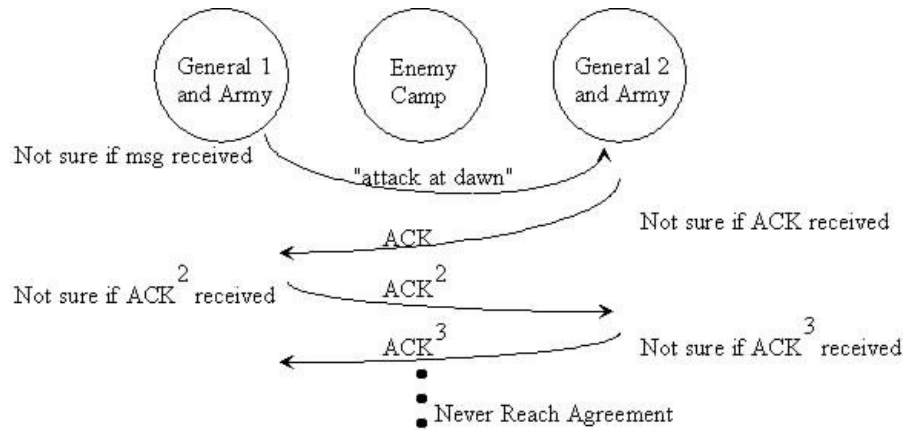 General 1
and Army
Enemy
Camp
General 2
and Army
Not sure if msg received
"attack at dawn"
Not sure if ACK received
ACK
Not sure if ACK² received
ACK²
ACK³
Not sure if ACK³ received
Never Reach Agreement